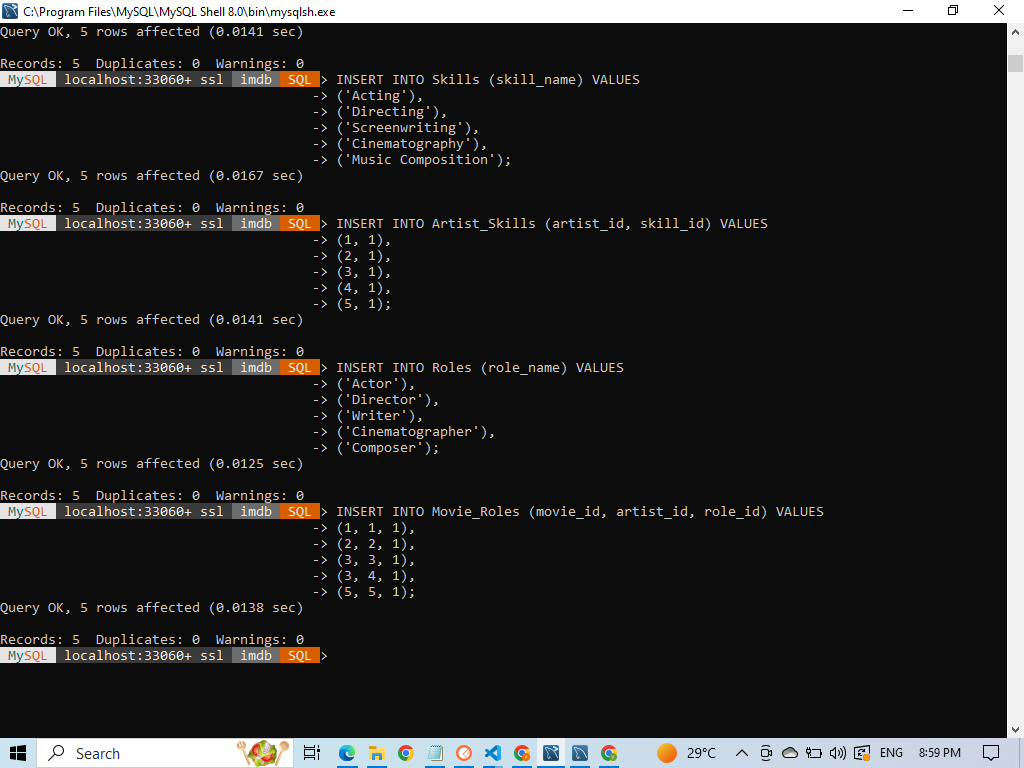 C:\Program Files\MySQL\MySQL Shell 8.0\bin\mysqlsh.exe
Query OK, 5 rows affected (0.0141 sec)
Records: 5  Duplicates: 0  Warnings: 0
MySQL localhost:33060+ ssl imdb SQL > INSERT INTO Skills (skill_name) VALUES
-> ('Acting'),
-> ('Directing'),
-> ('Screenwriting'),
-> ('Cinematography'),
-> ('Music Composition');
Query OK, 5 rows affected (0.0167 sec)
Records: 5  Duplicates: 0  Warnings: 0
MySQL localhost:33060+ ssl imdb SQL > INSERT INTO Artist_Skills (artist_id, skill_id) VALUES
-> (1, 1),
-> (2, 1),
-> (3, 1),
-> (4, 1),
-> (5, 1);
Query OK, 5 rows affected (0.0141 sec)
Records: 5  Duplicates: 0  Warnings: 0
MySQL localhost:33060+ ssl imdb SQL > INSERT INTO Roles (role_name) VALUES
-> ('Actor'),
-> ('Director'),
-> ('Writer'),
-> ('Cinematographer'),
-> ('Composer');
Query OK, 5 rows affected (0.0125 sec)
Records: 5  Duplicates: 0  Warnings: 0
MySQL localhost:33060+ ssl imdb SQL > INSERT INTO Movie_Roles (movie_id, artist_id, role_id) VALUES
-> (1, 1, 1),
-> (2, 2, 1),
-> (3, 3, 1),
-> (3, 4, 1),
-> (5, 5, 1);
Query OK, 5 rows affected (0.0138 sec)
Records: 5  Duplicates: 0  Warnings: 0
MySQL localhost:33060+ ssl imdb SQL >
Search 29°C ENG 8:59 PM